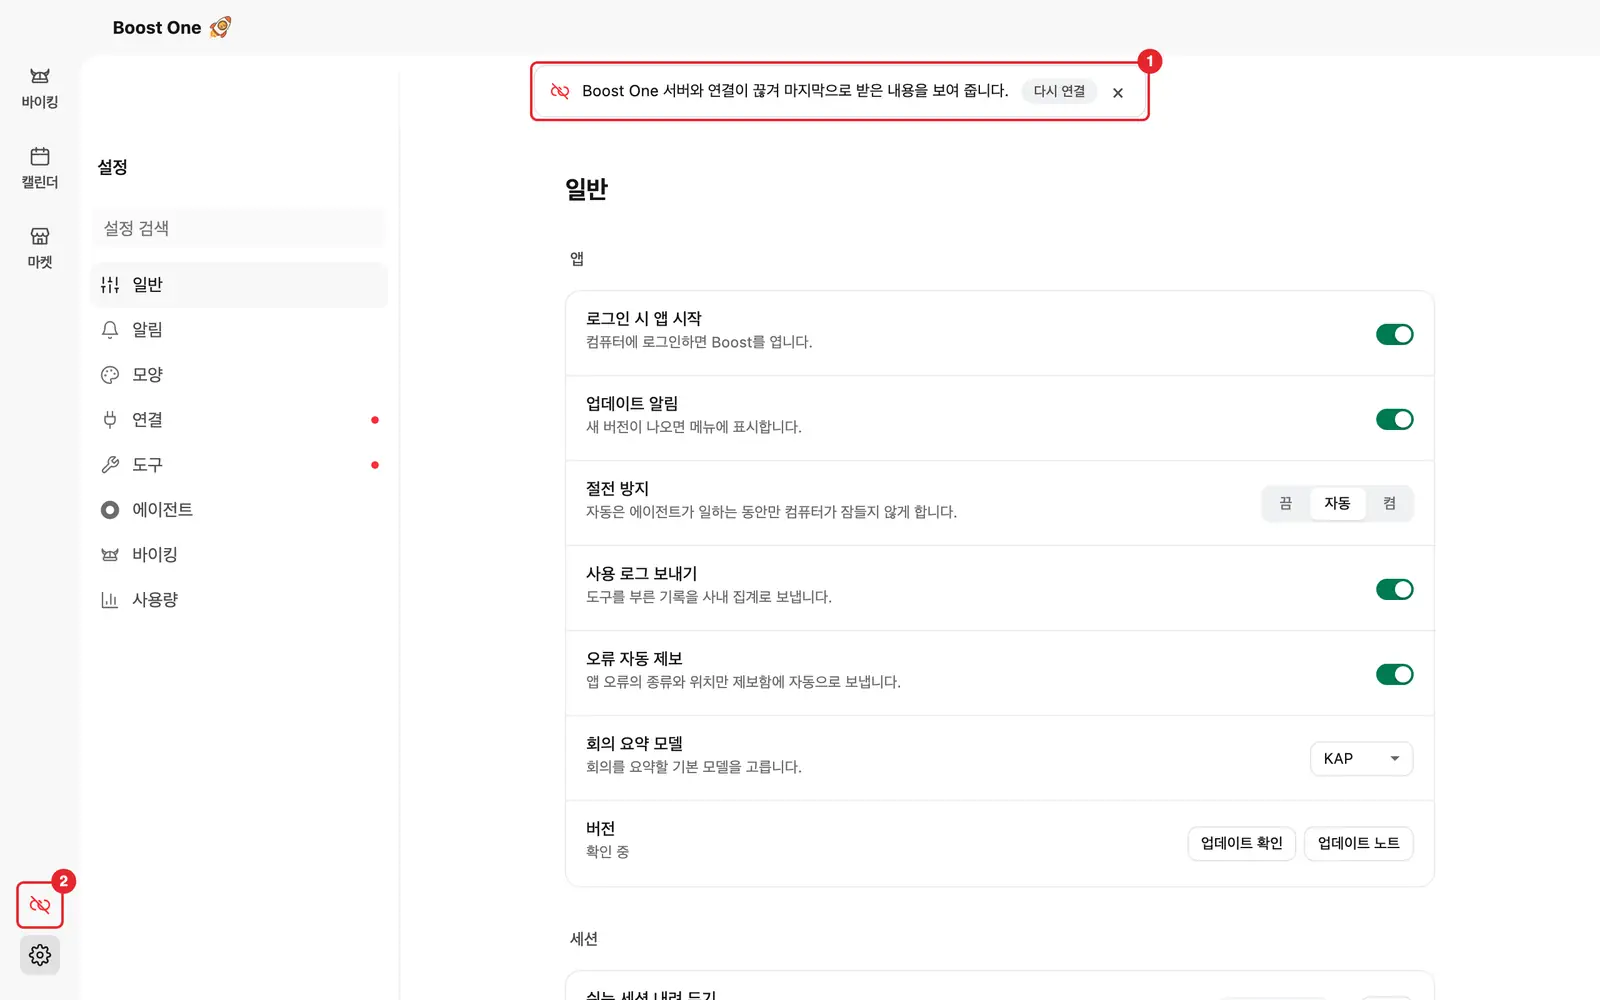 Boost One 🚀
바이킹
캘린더
마켓
2
설정
설정 검색
일반
알림
모양
연결
도구
에이전트
바이킹
사용량
1
Boost One 서버와 연결이 끊겨 마지막으로 받은 내용을 보여 줍니다. 다시 연결
일반
앱
로그인 시 앱 시작
컴퓨터에 로그인하면 Boost를 엽니다.
업데이트 알림
새 버전이 나오면 메뉴에 표시합니다.
절전 방지
자동은 에이전트가 일하는 동안만 컴퓨터가 잠들지 않게 합니다.
끔 자동 켬
사용 로그 보내기
도구를 부른 기록을 사내 집계로 보냅니다.
오류 자동 제보
앱 오류의 종류와 위치만 제보함에 자동으로 보냅니다.
회의 요약 모델
회의를 요약할 기본 모델을 고릅니다.
KAP
버전
확인 중
업데이트 확인 업데이트 노트
세션
쉬는 세션 내려 두기